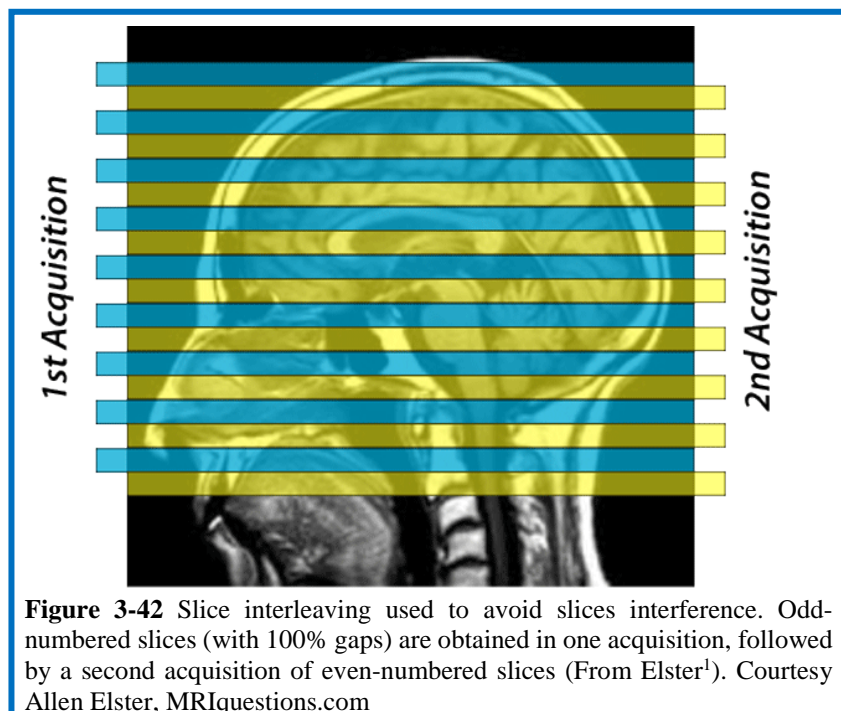 1st Acquisition
2nd Acquisition
Figure 3-42 Slice interleaving used to avoid slices interference. Odd-
numbered slices (with 100% gaps) are obtained in one acquisition, followed
by a second acquisition of even-numbered slices (From Elster¹). Courtesy
Allen Elster, MRIquestions.com